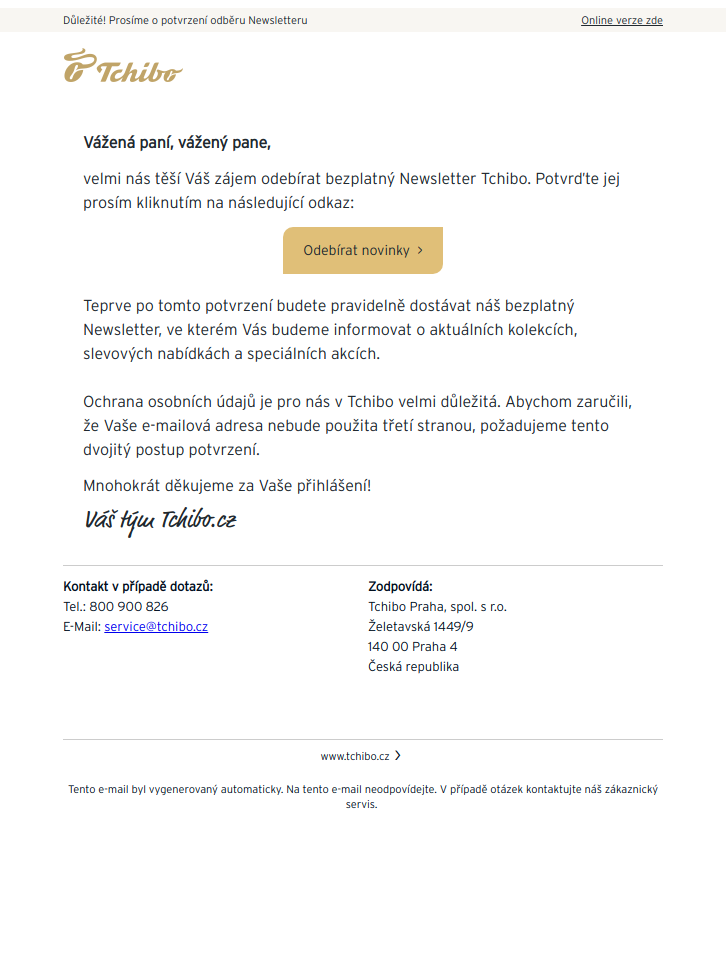 Důležité! Prosíme o potvrzení odběru Newsletteru
Online verze zde
Tchibo
Vážená paní, vážený pane,
velmi nás těší Váš zájem odebírat bezplatný Newsletter Tchibo. Potvrďte jej
prosím kliknutím na následující odkaz:
Odebírat novinky ›
Teprve po tomto potvrzení budete pravidelně dostávat náš bezplatný
Newsletter, ve kterém Vás budeme informovat o aktuálních kolekcích,
slevových nabídkách a speciálních akcích.
Ochrana osobních údajů je pro nás v Tchibo velmi důležitá. Abychom zaručili,
že Vaše e-mailová adresa nebude použita třetí stranou, požadujeme tento
dvojitý postup potvrzení.
Mnohokrát děkujeme za Vaše přihlášení!
Váš tým Tchibo.cz
Kontakt v případě dotazů:
Tel.: 800 900 826
E-Mail: service@tchibo.cz
Zodpovídá:
Tchibo Praha, spol. s r.o.
Želetavská 1449/9
140 00 Praha 4
Česká republika
www.tchibo.cz ›
Tento e-mail byl vygenerovaný automaticky. Na tento e-mail neodpovídejte. V případě otázek kontaktujte náš zákaznický
servis.